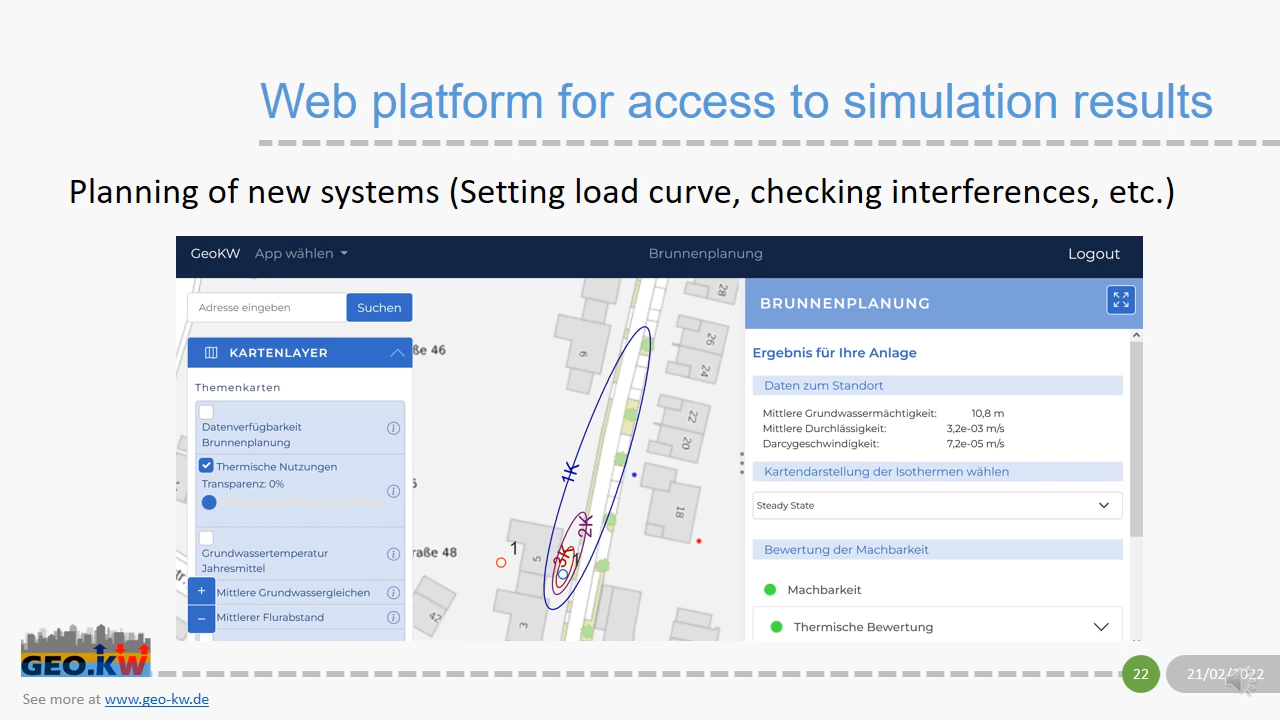 Web platform for access to simulation results
Planning of new systems (Setting load curve, checking interferences, etc.)
GeoKW App wählen Brunnenplanung Logout
Adresse eingeben Suchen
KARTENLAYER
ße 46
Themenkarten
Datenverfügbarkeit
Brunnenplanung
Thermische Nutzungen
Transparenz: 0%
Grundwassertemperatur
Jahresmittel
raße 48
+ Mittlere Grundwassergleichen
− Mittlerer Flurabstand
28
26
24
22
20
18
6
5
3
42
1K
2K
3K
1
1
BRUNNENPLANUNG
Ergebnis für Ihre Anlage
Daten zum Standort
Mittlere Grundwassermächtigkeit: 10,8 m
Mittlere Durchlässigkeit: 3,2e-03 m/s
Darcygeschwindigkeit: 7,2e-05 m/s
Kartendarstellung der Isothermen wählen
Steady State
Bewertung der Machbarkeit
Machbarkeit
Thermische Bewertung
GEO.KW
22
See more at www.geo-kw.de